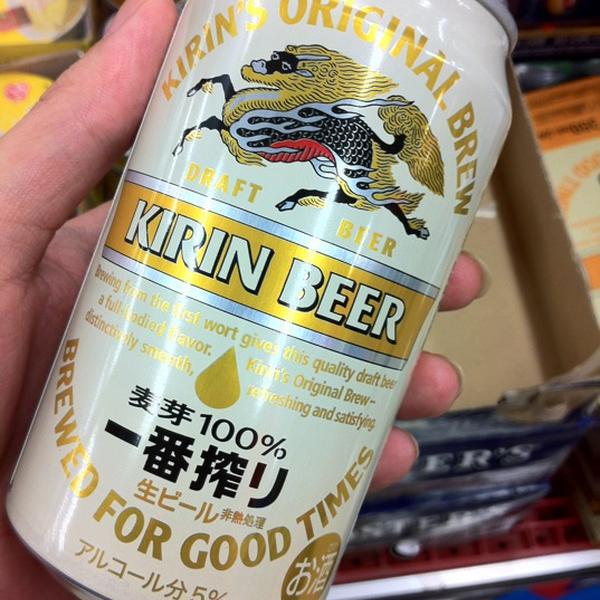 KIRIN'S ORIGINAL BREW
DRAFT BEER
KIRIN BEER
Brewing from the first wort gives this quality draft beer
a full-bodied flavor.
distinctively smooth,
Kirin's Original Brew–
refreshing and satisfying.
麦芽100%
一番搾り
生ビール 非熱処理
BREWED FOR GOOD TIMES
アルコール分5%
お酒
ER'S